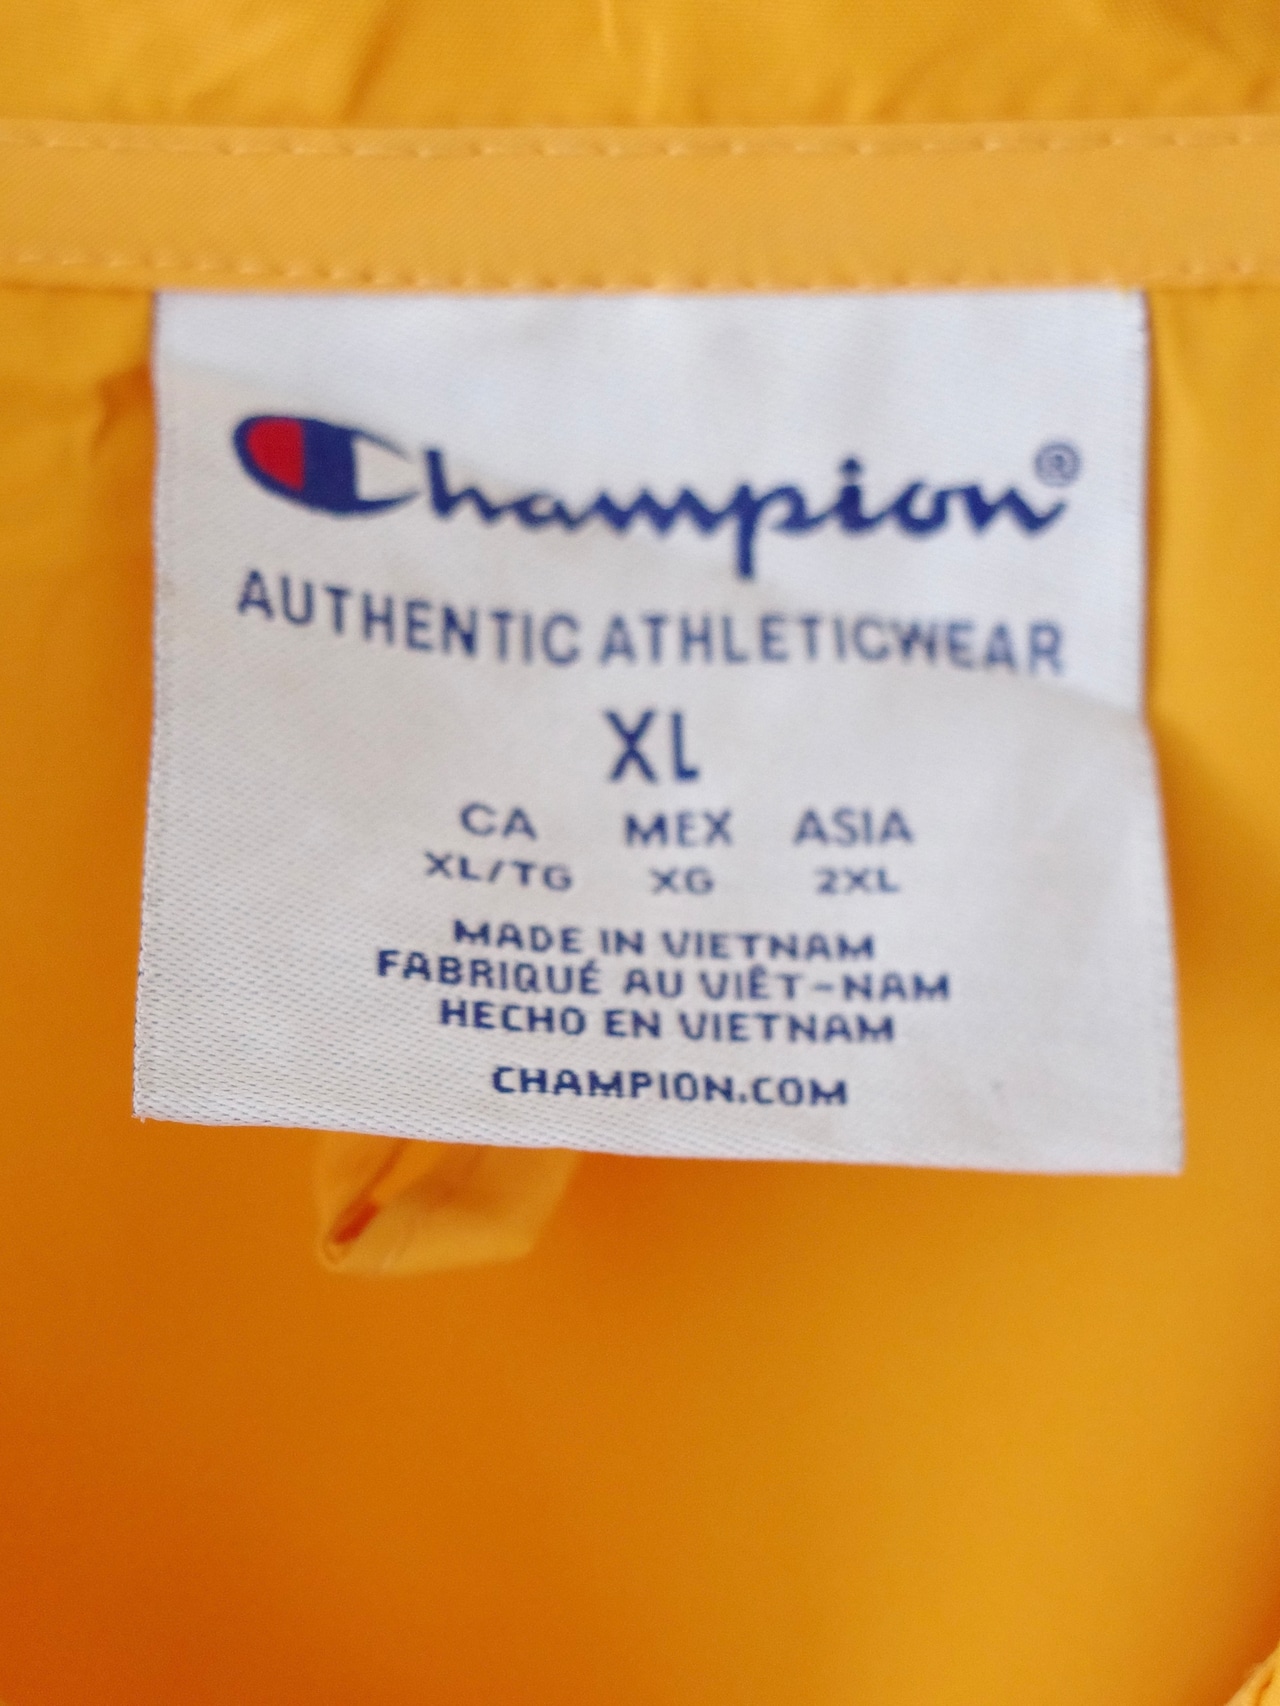 Champion®
AUTHENTIC ATHLETICWEAR
XL
CA MEX ASIA
XL/TG XG 2XL
MADE IN VIETNAM
FABRIQUÉ AU VIÊT-NAM
HECHO EN VIETNAM
CHAMPION.COM